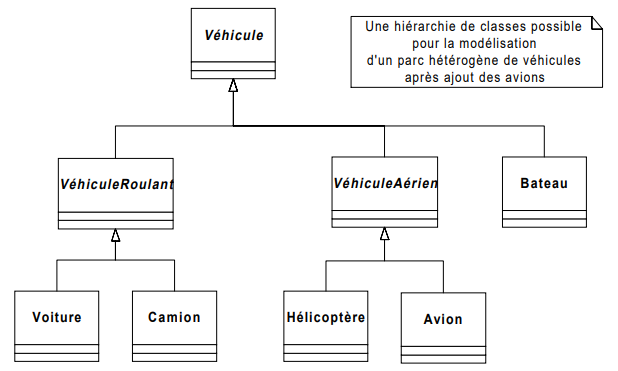 Véhicule
Une hiérarchie de classes possible
pour la modélisation
d'un parc hétérogène de véhicules
après ajout des avions
VéhiculeRoulant
VéhiculeAérien
Bateau
Voiture
Camion
Hélicoptère
Avion